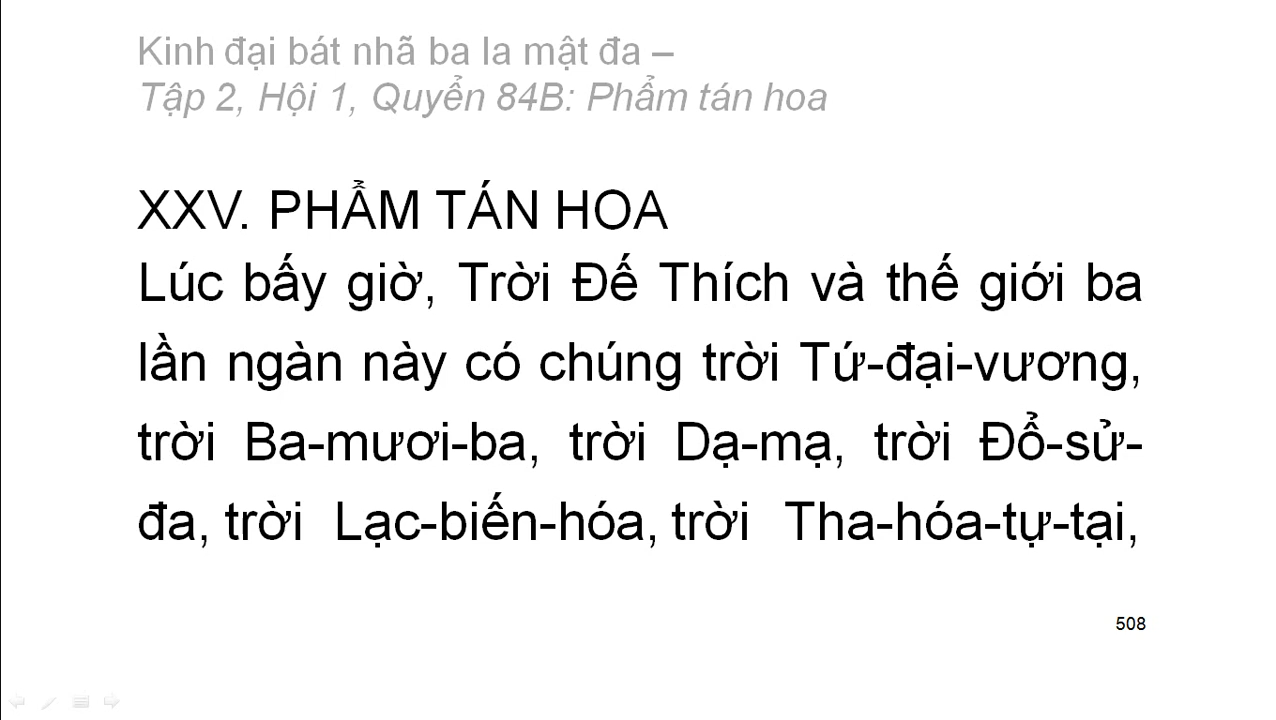 Kinh đại bát nhã ba la mật đa –
Tập 2, Hội 1, Quyển 84B: Phẩm tán hoa
XXV. PHẨM TÁN HOA
Lúc bấy giờ, Trời Đế Thích và thế giới ba
lần ngàn này có chúng trời Tứ-đại-vương,
trời Ba-mươi-ba, trời Dạ-mạ, trời Đổ-sử-
đa, trời Lạc-biến-hóa, trời Tha-hóa-tự-tại,
508